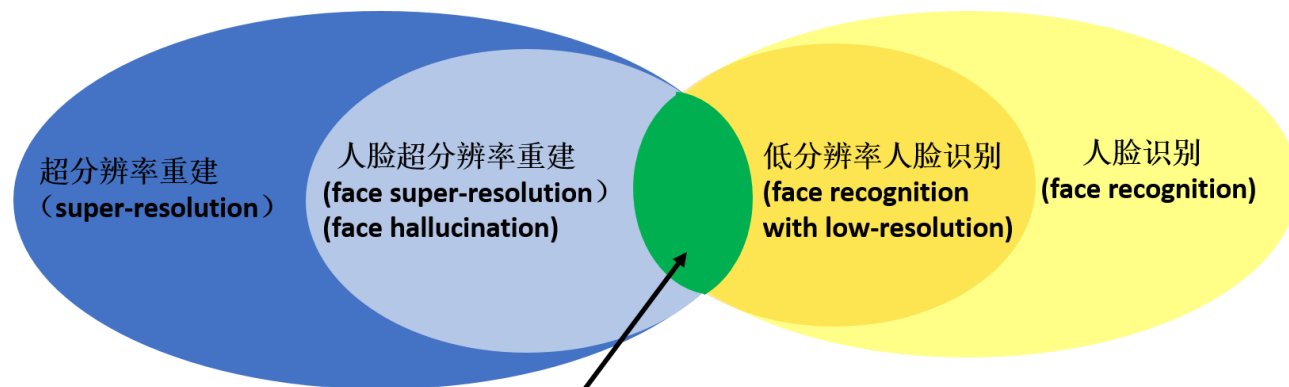 超分辨率重建
（super-resolution）
人脸超分辨率重建
(face super-resolution）
(face hallucination)
低分辨率人脸识别
(face recognition
with low-resolution)
人脸识别
(face recognition)